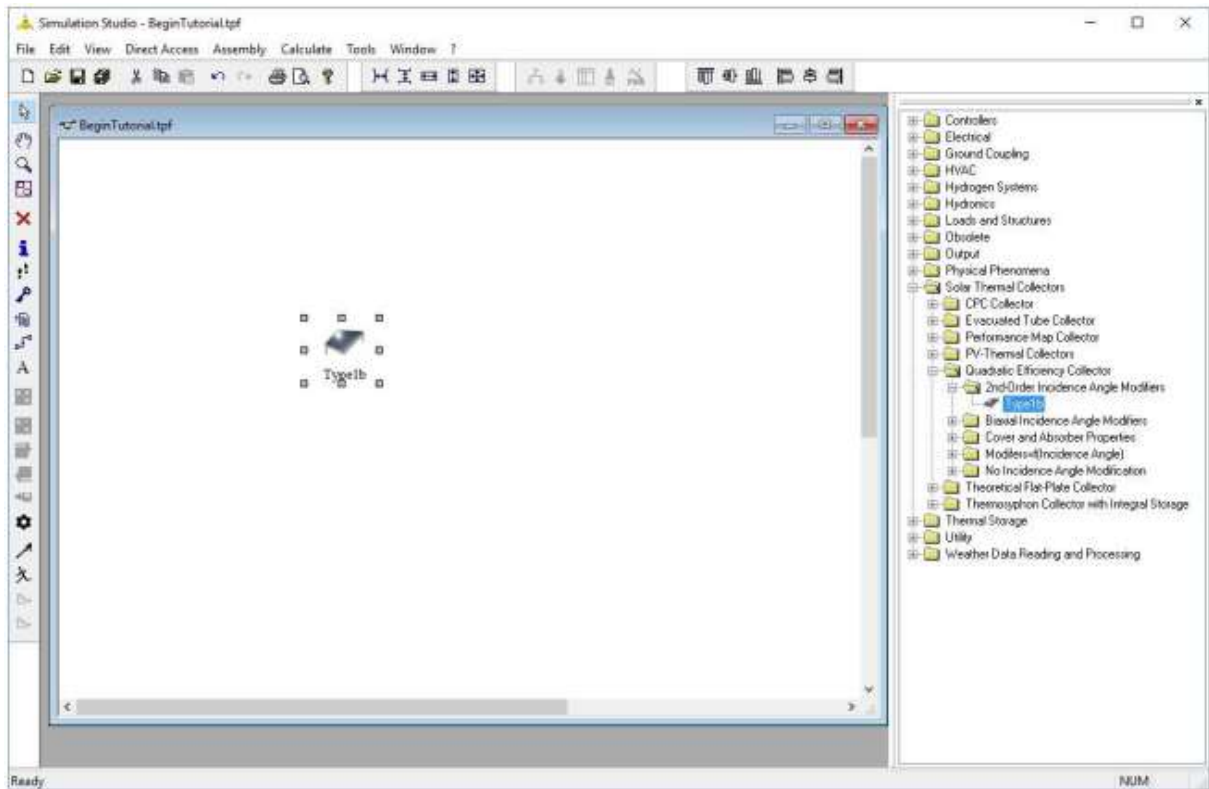 Simulation Studio - BeginTutorial.tpf
File Edit View Direct Access Assembly Calculate Tools Window ?
BeginTutorial.tpf
Type1b
Controllers
Electrical
Ground Coupling
HVAC
Hydrogen Systems
Hydronics
Loads and Structures
Obsolete
Output
Physical Phenomena
Solar Thermal Collectors
CPC Collector
Evacuated Tube Collector
Performance Map Collector
PV-Thermal Collectors
Quadratic Efficiency Collector
2nd-Order Incidence Angle Modifiers
Type1b
Biaxial Incidence Angle Modifiers
Cover and Absorber Properties
Modifers=f(Incidence Angle)
No Incidence Angle Modification
Theoretical Flat-Plate Collector
Thermosyphon Collector with Integral Storage
Thermal Storage
Utility
Weather Data Reading and Processing
Ready
NUM